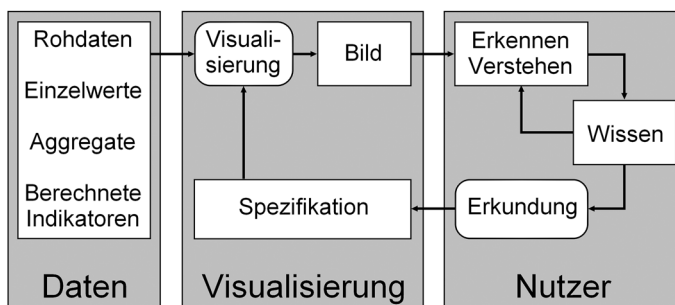 Rohdaten
Einzelwerte
Aggregate
Berechnete
Indikatoren
Daten
Visuali-
sierung
Bild
Spezifikation
Visualisierung
Erkennen
Verstehen
Wissen
Erkundung
Nutzer